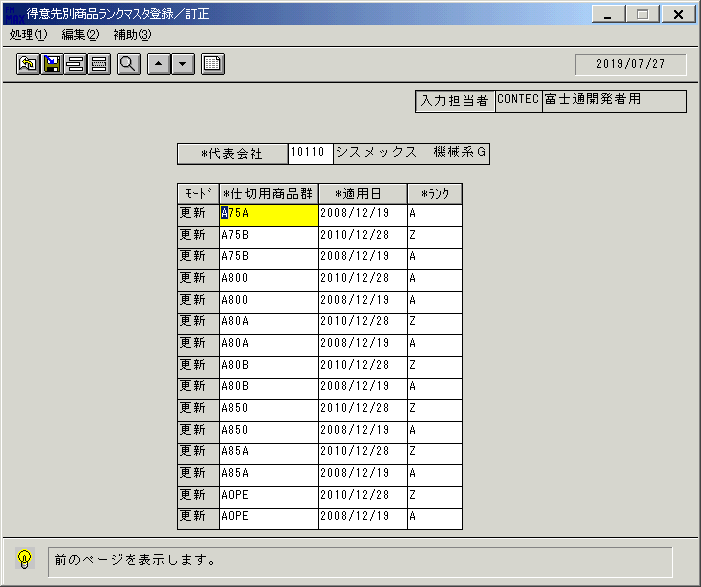 得意先別商品ランクマスタ登録／訂正
処理(1) 編集(2) 補助(3)
2019/07/27
入力担当者 CONTEC 富士通開発者用
*代表会社 10110 シスメックス 機械系G
ﾓｰﾄﾞ *仕切用商品群 *適用日 *ﾗﾝｸ
更新 A75A 2008/12/19 A
更新 A75B 2010/12/28 Z
更新 A75B 2008/12/19 A
更新 A800 2010/12/28 A
更新 A800 2008/12/19 A
更新 A80A 2010/12/28 Z
更新 A80A 2008/12/19 A
更新 A80B 2010/12/28 Z
更新 A80B 2008/12/19 A
更新 A850 2010/12/28 Z
更新 A850 2008/12/19 A
更新 A85A 2010/12/28 Z
更新 A85A 2008/12/19 A
更新 AOPE 2010/12/28 Z
更新 AOPE 2008/12/19 A
前のページを表示します。